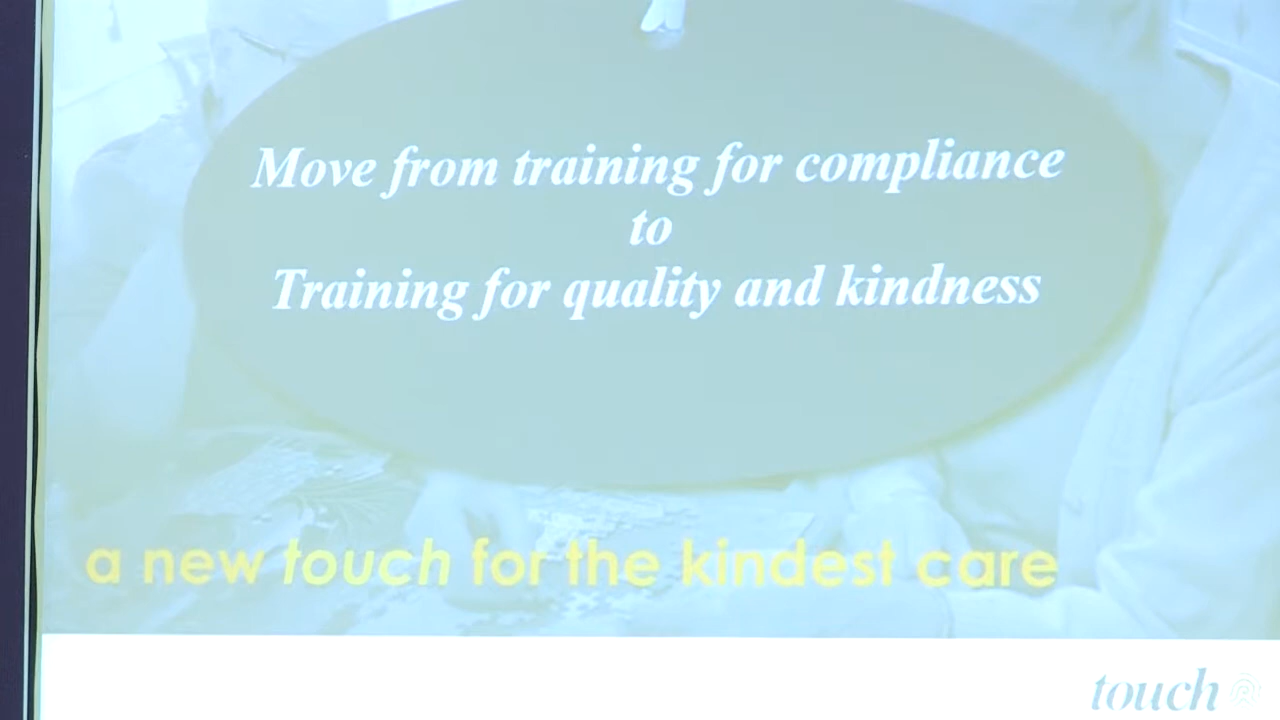 Move from training for compliance
to
Training for quality and kindness
a new touch for the kindest care
touch